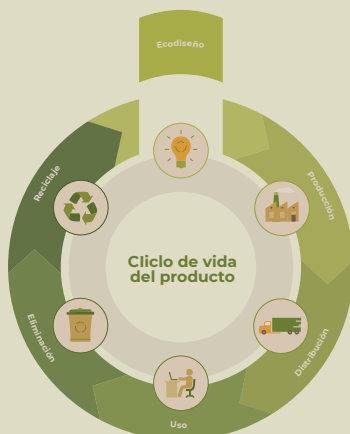 Ecodiseño
Producción
Distribución
Uso
Eliminación
Reciclaje
Cliclo de vida
del producto